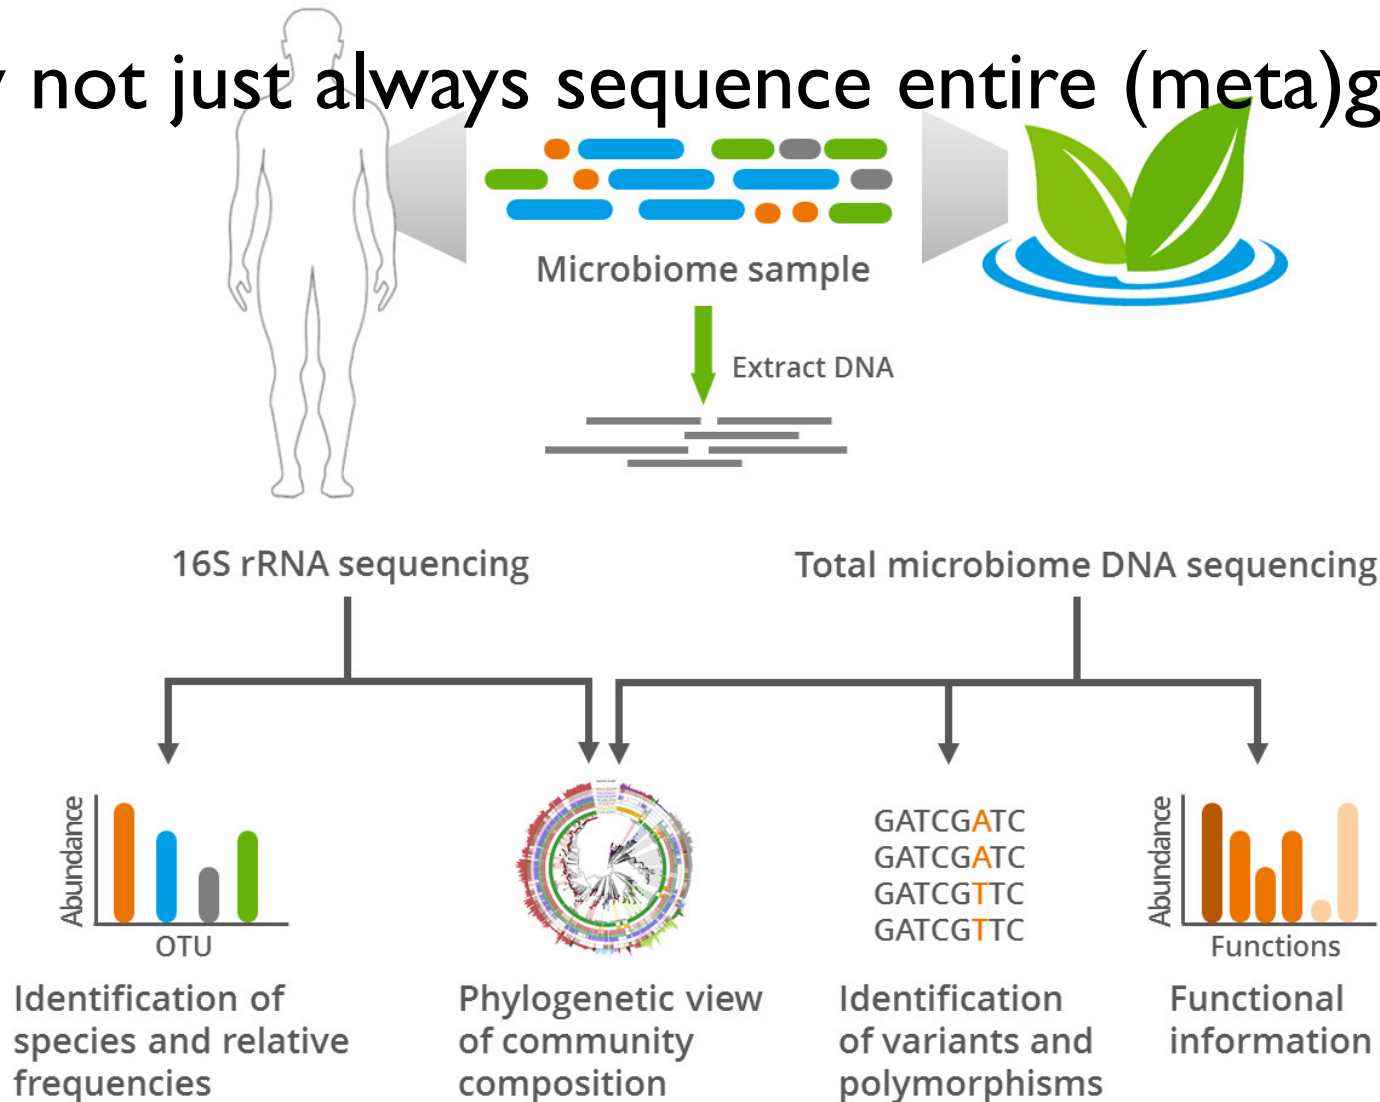 not just always sequence entire
Microbiome sample
Extract DNA
16S rRNA sequencing
Total microbiome DNA sequencing
Abundance
OTU
GATCGATC
GATCGATC
GATCGTTC
GATCGTTC
Abundance
Functions
Identification of
species and relative
frequencies
Phylogenetic view
of community
composition
Identification
of variants and
polymorphisms
Functional
information